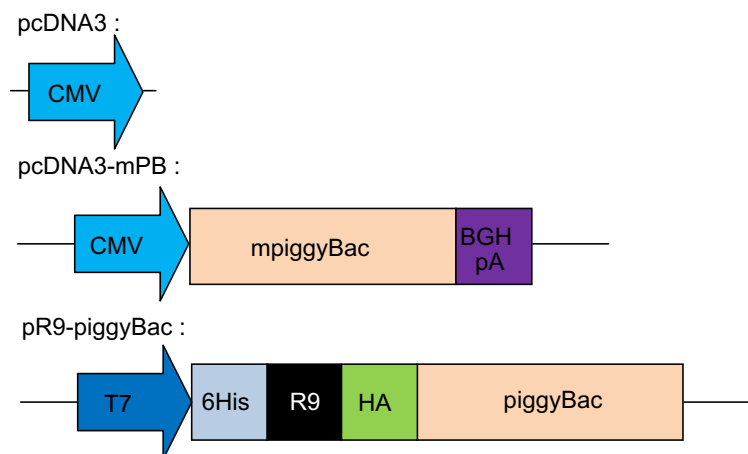 pcDNA3 :
CMV
pcDNA3-mPB :
CMV mpiggyBac BGH
pA
pR9-piggyBac :
T7 6His R9 HA piggyBac